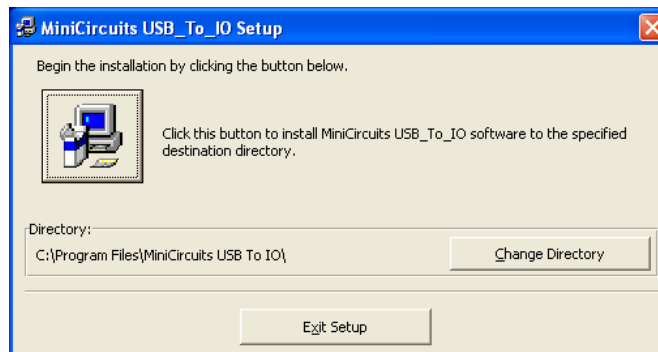 MiniCircuits USB_To_IO Setup
Begin the installation by clicking the button below.
Click this button to install MiniCircuits USB_To_IO software to the specified
destination directory.
Directory:
C:\Program Files\MiniCircuits USB To IO\
Change Directory
Exit Setup